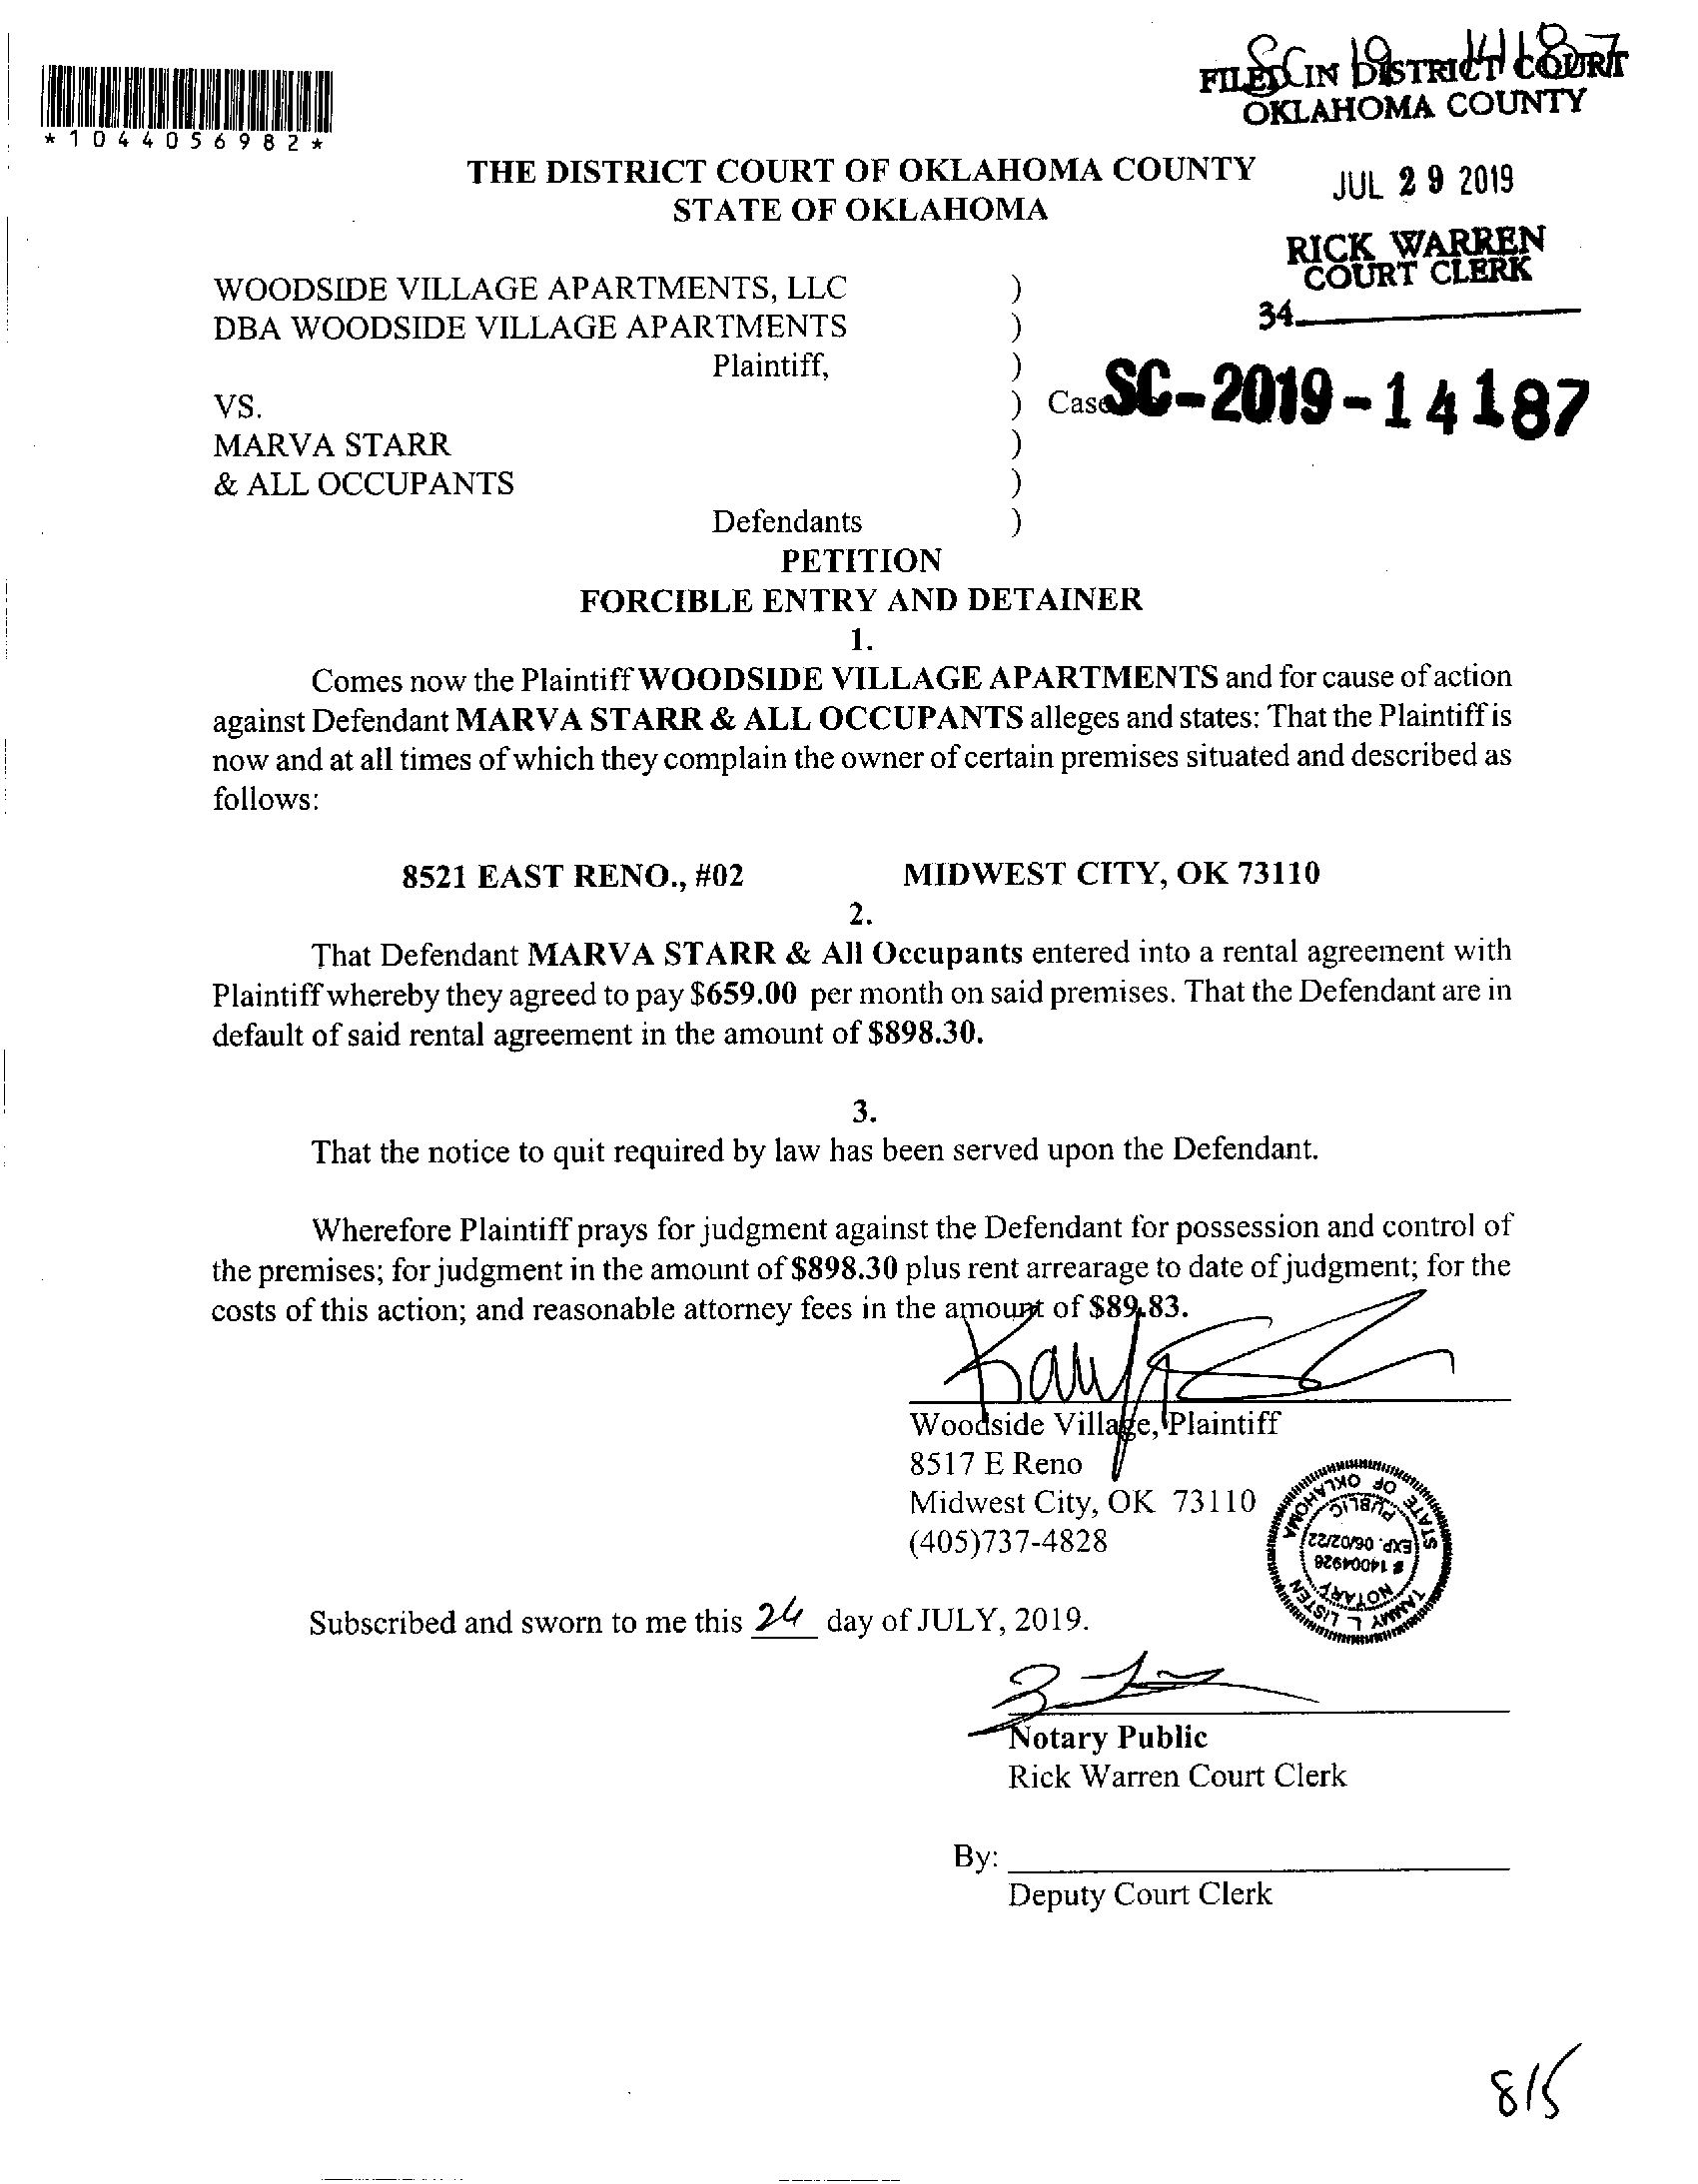 SC 19 14187
FILED IN DISTRICT COURT
OKLAHOMA COUNTY
*1044056982*
THE DISTRICT COURT OF OKLAHOMA COUNTY
STATE OF OKLAHOMA
JUL 29 2019
RICK WARREN
COURT CLERK
34
WOODSIDE VILLAGE APARTMENTS, LLC )
DBA WOODSIDE VILLAGE APARTMENTS )
Plaintiff, )
VS. ) Case SC-2019-14187
MARVA STARR )
& ALL OCCUPANTS )
Defendants )
PETITION
FORCIBLE ENTRY AND DETAINER
1.
Comes now the Plaintiff WOODSIDE VILLAGE APARTMENTS and for cause of action
against Defendant MARVA STARR & ALL OCCUPANTS alleges and states: That the Plaintiff is
now and at all times of which they complain the owner of certain premises situated and described as
follows:
8521 EAST RENO., #02 MIDWEST CITY, OK 73110
2.
That Defendant MARVA STARR & All Occupants entered into a rental agreement with
Plaintiff whereby they agreed to pay $659.00 per month on said premises. That the Defendant are in
default of said rental agreement in the amount of $898.30.
3.
That the notice to quit required by law has been served upon the Defendant.
Wherefore Plaintiff prays for judgment against the Defendant for possession and control of
the premises; for judgment in the amount of $898.30 plus rent arrearage to date of judgment; for the
costs of this action; and reasonable attorney fees in the amount of $89.83.
Woodside Village, Plaintiff
8517 E Reno
Midwest City, OK 73110
(405)737-4828
TAMMY L LISTEN
NOTARY
# 14004926
EXP. 06/02/22
PUBLIC
STATE OF OKLAHOMA
Subscribed and sworn to me this 24 day of JULY, 2019.
Notary Public
Rick Warren Court Clerk
By:
Deputy Court Clerk
8/5